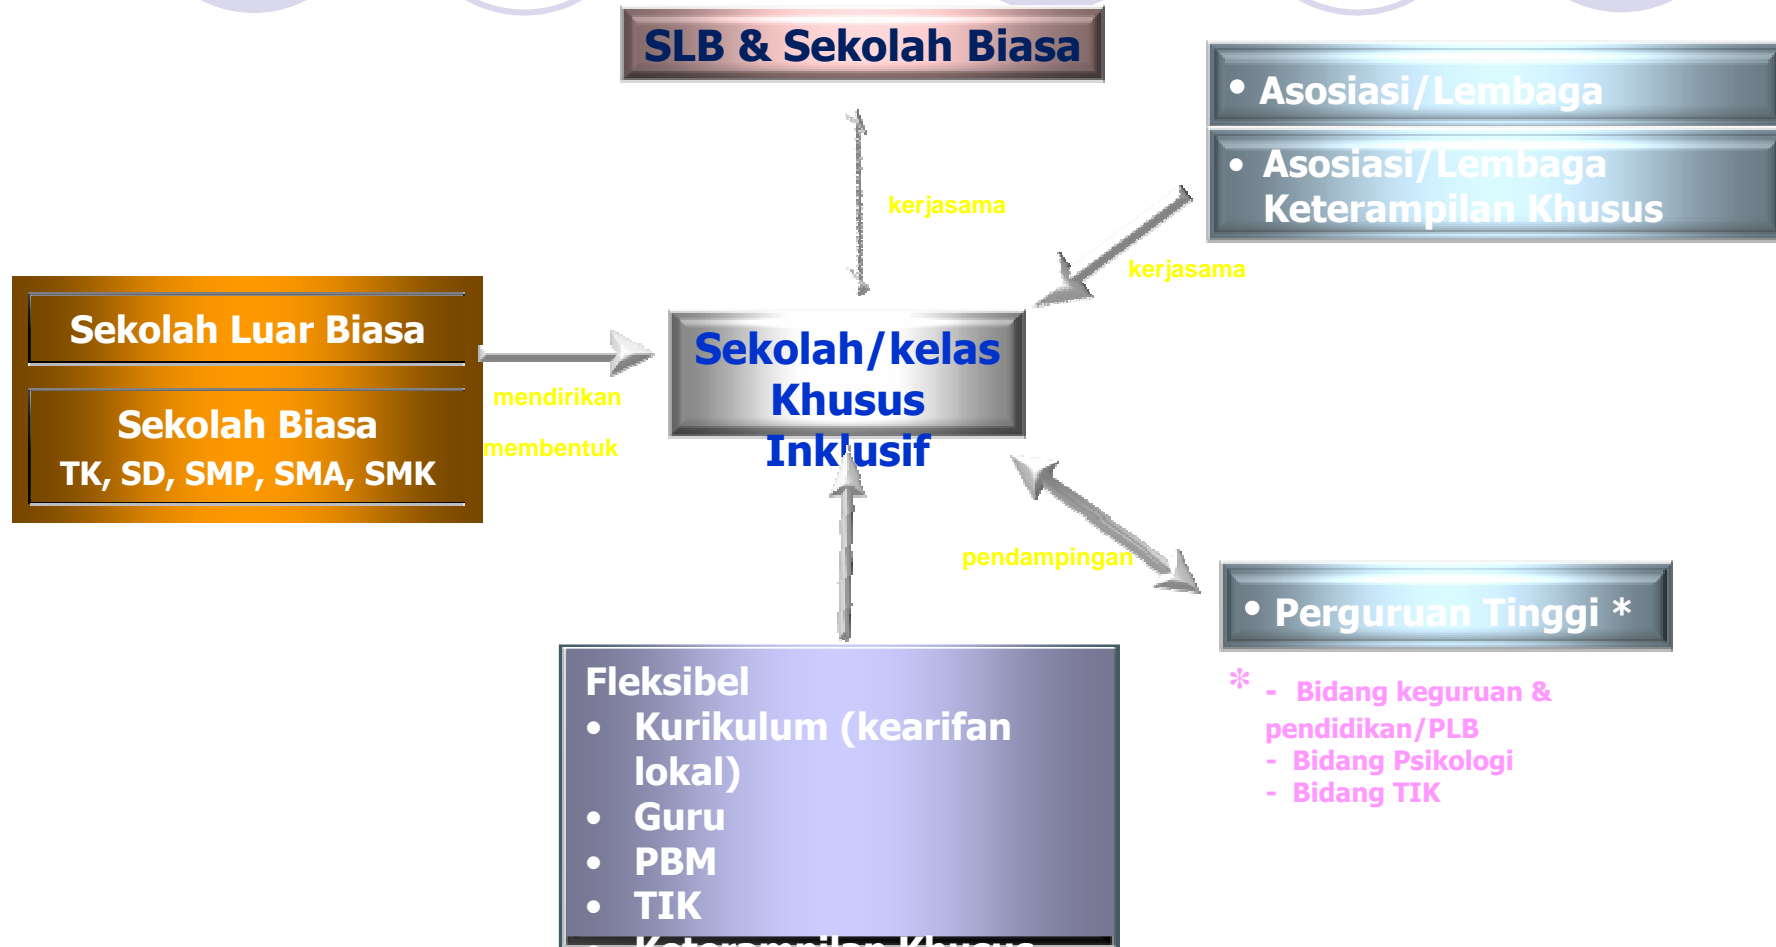 SLB & Sekolah Biasa
• Asosiasi/Lembaga
• Asosiasi/Lembaga
Keterampilan Khusus
kerjasama
kerjasama
Sekolah Luar Biasa
Sekolah Biasa
TK, SD, SMP, SMA, SMK
mendirikan
membentuk
Sekolah/kelas
Khusus
Inklusif
pendampingan
• Perguruan Tinggi *
* - Bidang keguruan &
pendidikan/PLB
- Bidang Psikologi
- Bidang TIK
Fleksibel
• Kurikulum (kearifan
lokal)
• Guru
• PBM
• TIK
• Keterampilan Khusus